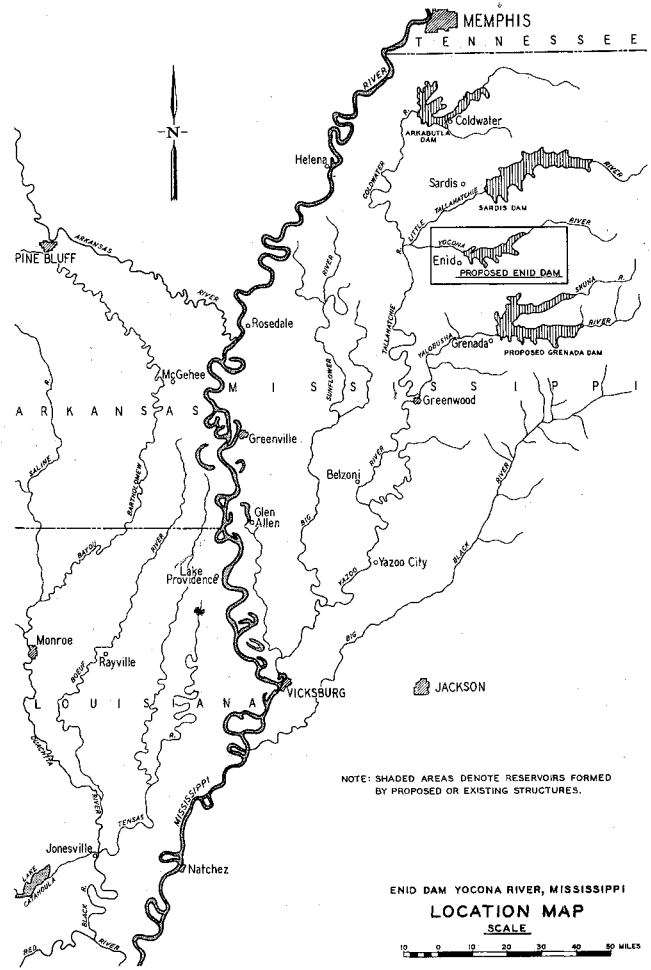 MEMPHIS
TENNESSEE
RIVER
R.
Coldwater
ARKABUTLA
DAM
-N-
Helena
COLDWATER
Sardis
RIVER
LITTLE TALLAHATCHIE
SARDIS DAM
ARKANSAS
RIVER
YOCONA
RIVER
PINE BLUFF
R.
Enid
PROPOSED ENID DAM
RIVER
SKUNA R.
Rosedale
TALLAHATCHIE
YALOBUSHA
RIVER
Grenada
PROPOSED GRENADA DAM
McGehee
R.
MISSISSIPPI
SUNFLOWER
Greenwood
ARKANSAS
Greenville
SALINE
BARTHOLOMEW
RIVER
Belzoni
RIVER
Glen
Allen
BIG
BAYOU
RIVER
BLACK
Lake
Providence
YAZOO
Yazoo City
BIG
Monroe
Rayville
BOEUF
VICKSBURG
JACKSON
LOUISIANA
R.
OUACHITA
NOTE: SHADED AREAS DENOTE RESERVOIRS FORMED
BY PROPOSED OR EXISTING STRUCTURES.
MISSISSIPPI
RIVER
TENSAS
Jonesville
Natchez
LAKE
CATAHOULA
R.
BLACK
RED
RIVER
ENID DAM YOCONA RIVER, MISSISSIPPI
LOCATION MAP
SCALE
10 0 10 20 30 40 50 MILES